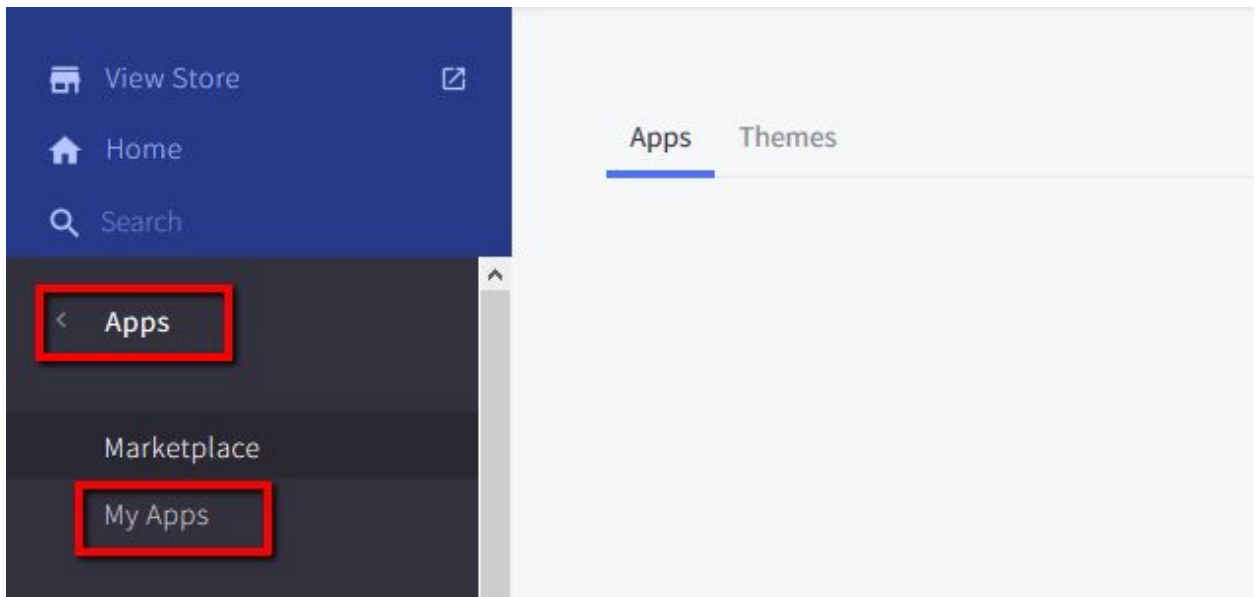 View Store
Home
Search
Apps
Marketplace
My Apps
Apps Themes